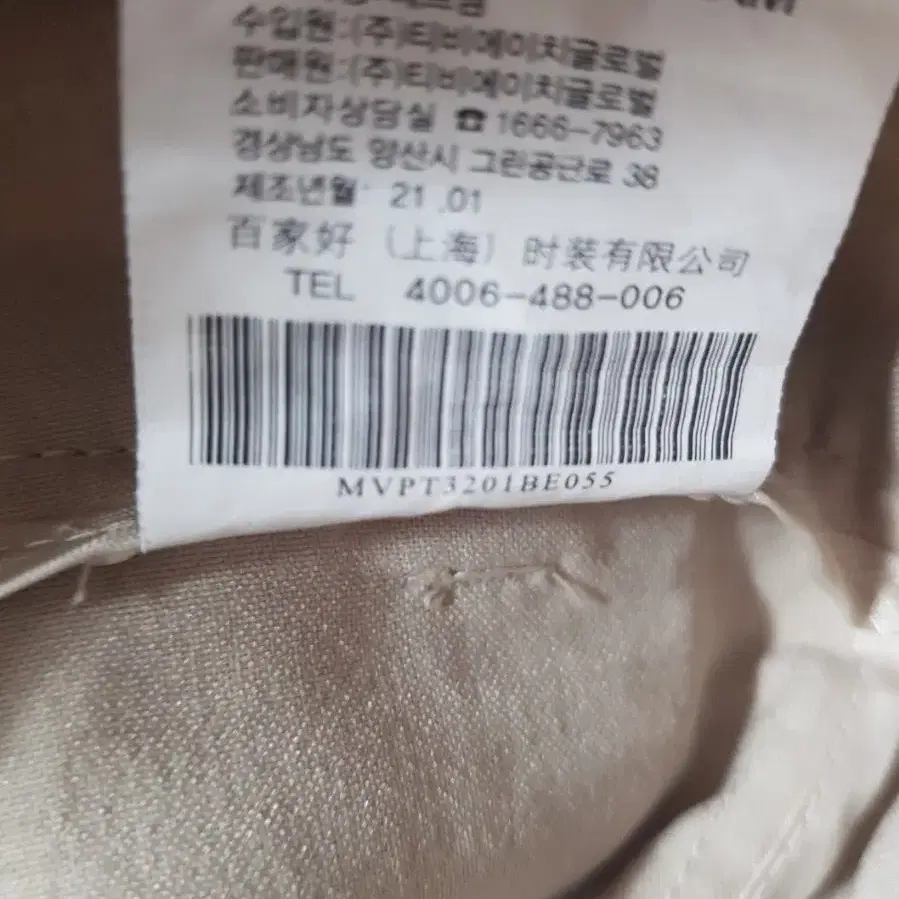 수입원:(주)티비에이치글로벌
판매원:(주)티비에이치글로벌
소비자상담실 ☎ 1666-7963
경상남도 양산시 그린공단로 38
제조년월: 21 .01
百家好 (上海) 时装有限公司
TEL 4006-488-006
MVPT3201BE055